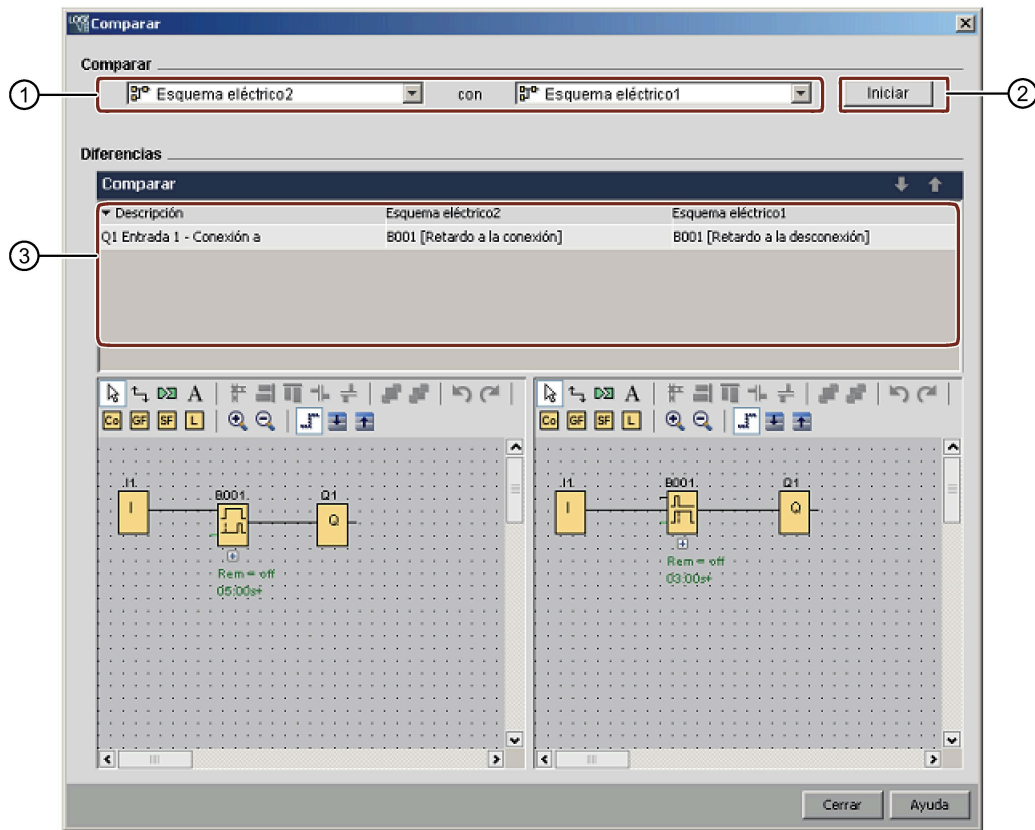 Comparar
Comparar
① Esquema eléctrico2 con Esquema eléctrico1 Iniciar ②
Diferencias
Comparar
Descripción Esquema eléctrico2 Esquema eléctrico1
Q1 Entrada 1 - Conexión a B001 [Retardo a la conexión] B001 [Retardo a la desconexión]
③
A
Co GF SF L
I1 B001 Q1
I Q
Rem = off
05:00s+
A
Co GF SF L
I1 B001 Q1
I Q
Rem = off
03:00s+
Cerrar Ayuda